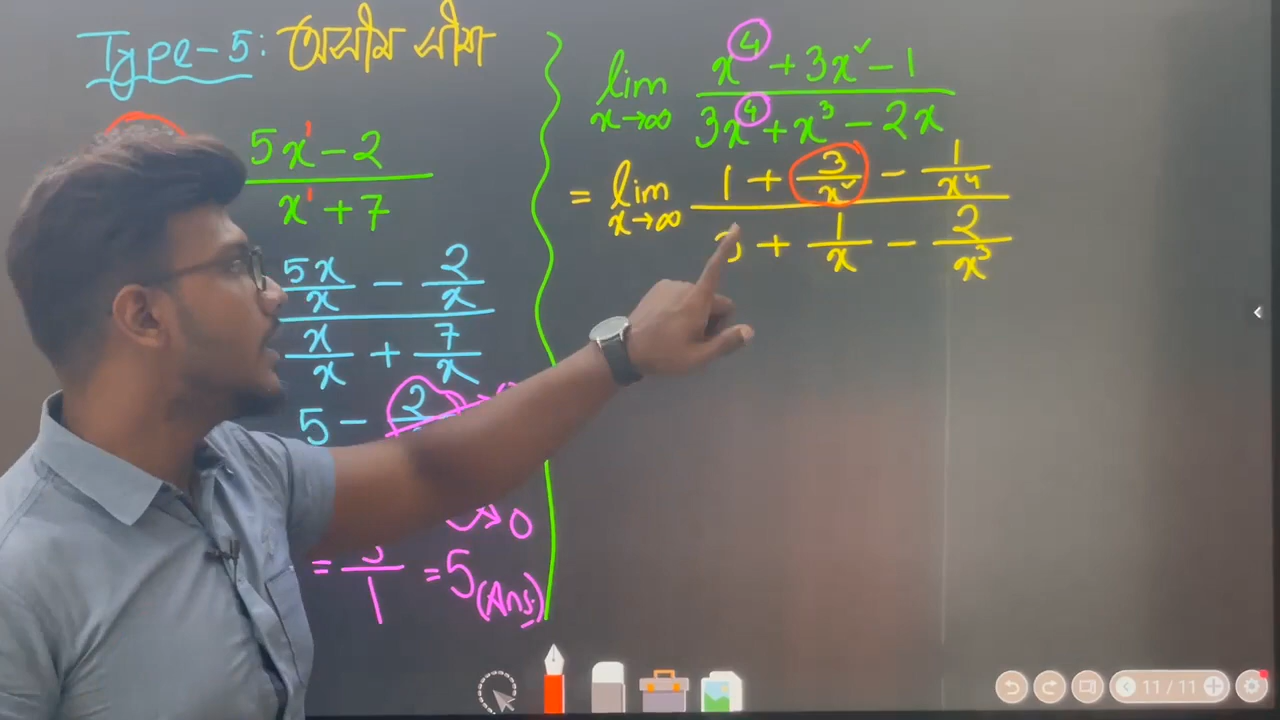 Type-5: অসীম সীমা
5x¹ - 2
x¹ + 7
5x/x - 2/x
x/x + 7/x
5 - 2
→ 0
= 5/1 = 5 (Ans)
lim x→∞ x⁴ + 3x² - 1
3x⁴ + x³ - 2x
= lim x→∞ 1 + 3/x² - 1/x⁴
3 + 1/x - 2/x³
11 / 11